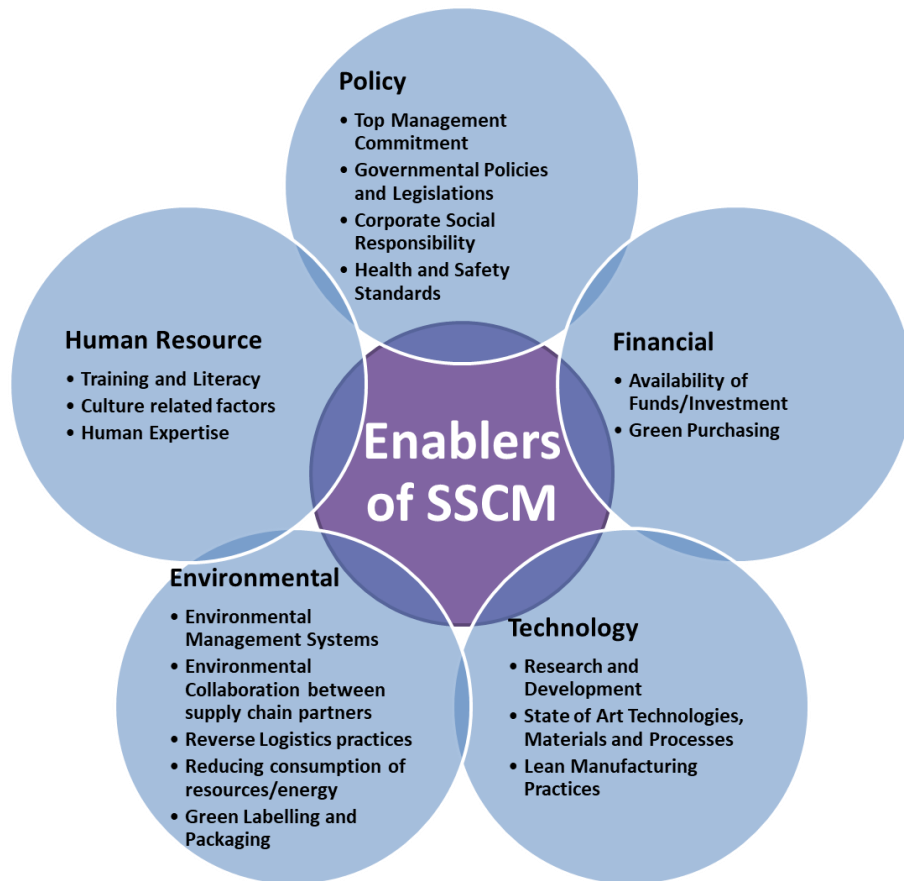 Policy
• Top Management
Commitment
• Governmental Policies
and Legislations
• Corporate Social
Responsibility
• Health and Safety
Standards
Human Resource
• Training and Literacy
• Culture related factors
• Human Expertise
Financial
• Availability of
Funds/Investment
• Green Purchasing
Enablers
of SSCM
Environmental
• Environmental
Management Systems
• Environmental
Collaboration between
supply chain partners
• Reverse Logistics practices
• Reducing consumption of
resources/energy
• Green Labelling and
Packaging
Technology
• Research and
Development
• State of Art Technologies,
Materials and Processes
• Lean Manufacturing
Practices